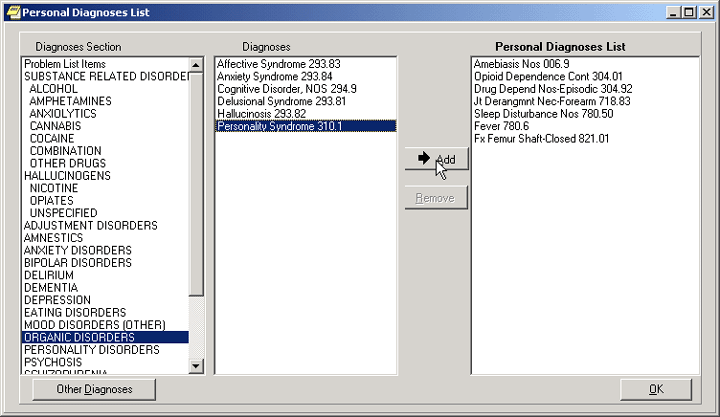 Personal Diagnoses List
Diagnoses Section
Problem List Items
SUBSTANCE RELATED DISORDE
ALCOHOL
AMPHETAMINES
ANXIOLYTICS
CANNABIS
COCAINE
COMBINATION
OTHER DRUGS
HALLUCINOGENS
NICOTINE
OPIATES
UNSPECIFIED
ADJUSTMENT DISORDERS
AMNESTICS
ANXIETY DISORDERS
BIPOLAR DISORDERS
DELIRIUM
DEMENTIA
DEPRESSION
EATING DISORDERS
MOOD DISORDERS (OTHER)
ORGANIC DISORDERS
PERSONALITY DISORDERS
PSYCHOSIS
SCHIZOPHRENIA
Other Diagnoses
Diagnoses
Affective Syndrome 293.83
Anxiety Syndrome 293.84
Cognitive Disorder, NOS 294.9
Delusional Syndrome 293.81
Hallucinosis 293.82
Personality Syndrome 310.1
Add
Remove
Personal Diagnoses List
Amebiasis Nos 006.9
Opioid Dependence Cont 304.01
Drug Depend Nos-Episodic 304.92
Jt Derangmnt Nec-Forearm 718.83
Sleep Disturbance Nos 780.50
Fever 780.6
Fx Femur Shaft-Closed 821.01
OK